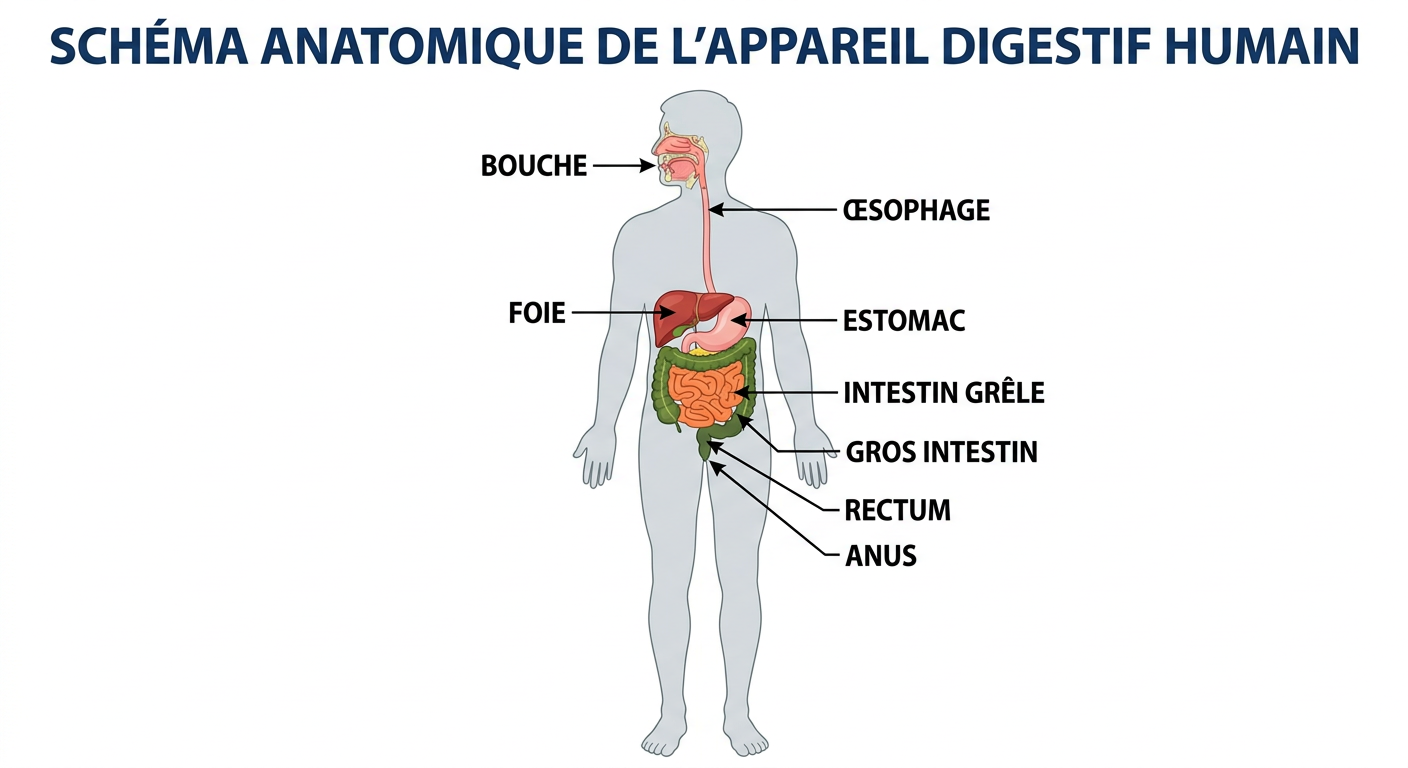 SCHÉMA ANATOMIQUE DE L’APPAREIL DIGESTIF HUMAIN
BOUCHE
ŒSOPHAGE
FOIE
ESTOMAC
INTESTIN GRÊLE
GROS INTESTIN
RECTUM
ANUS